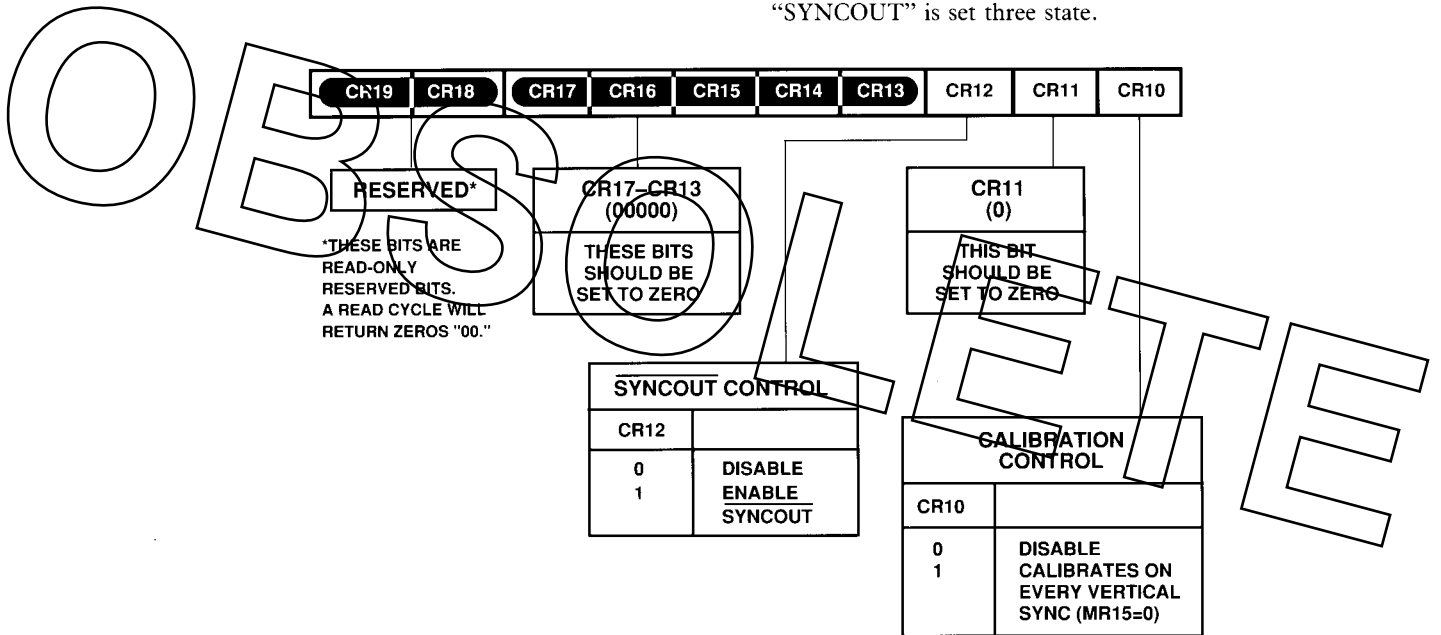 "SYNCOUT" is set three state.
CR19 CR18 CR17 CR16 CR15 CR14 CR13 CR12 CR11 CR10
RESERVED*
*THESE BITS ARE
READ-ONLY
RESERVED BITS.
A READ CYCLE WILL
RETURN ZEROS "00."
CR17–CR13
(00000)
THESE BITS
SHOULD BE
SET TO ZERO
CR11
(0)
THIS BIT
SHOULD BE
SET TO ZERO
SYNCOUT CONTROL
CR12
0 DISABLE
1 ENABLE
SYNCOUT
CALIBRATION
CONTROL
CR10
0 DISABLE
1 CALIBRATES ON
EVERY VERTICAL
SYNC (MR15=0)
OBSOLETE